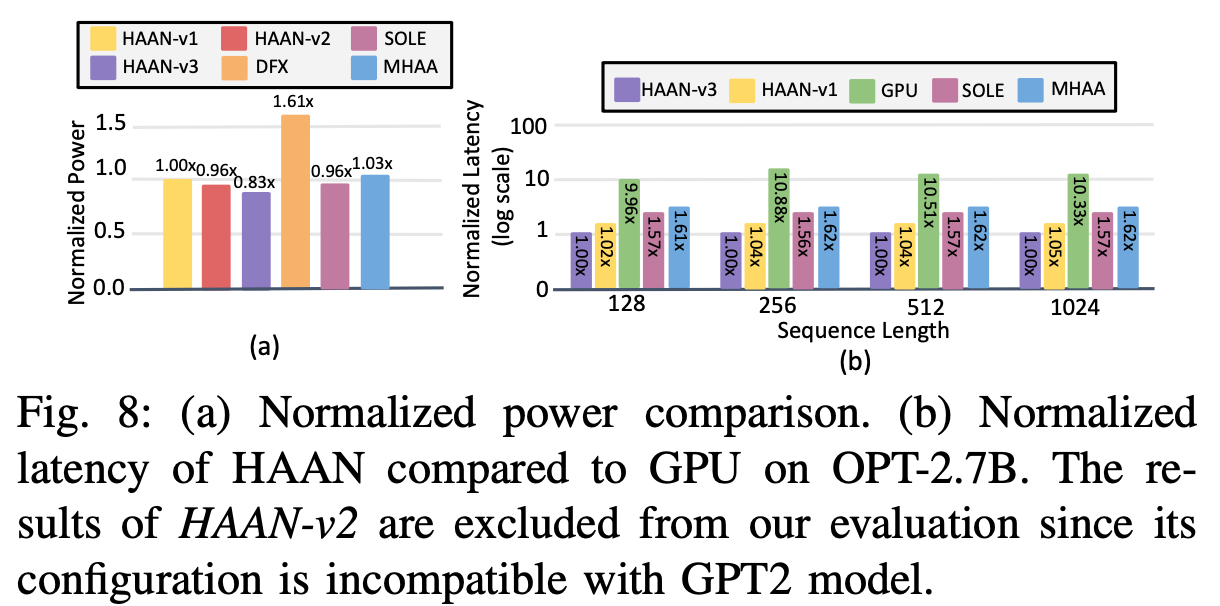 HAAN-v1 HAAN-v2 SOLE
HAAN-v3 DFX MHAA
Normalized Power
1.5
1.0
0.5
0.0
1.00x 0.96x 0.83x 1.61x 0.96x 1.03x
(a)
HAAN-v3 HAAN-v1 GPU SOLE MHAA
Normalized Latency
(log scale)
100
10
1
0
1.00x 1.02x 9.96x 1.57x 1.61x
1.00x 1.04x 10.88x 1.56x 1.62x
1.00x 1.04x 10.51x 1.57x 1.62x
1.00x 1.05x 10.33x 1.57x 1.62x
128 256 512 1024
Sequence Length
(b)
Fig. 8: (a) Normalized power comparison. (b) Normalized
latency of HAAN compared to GPU on OPT-2.7B. The re-
sults of HAAN-v2 are excluded from our evaluation since its
configuration is incompatible with GPT2 model.